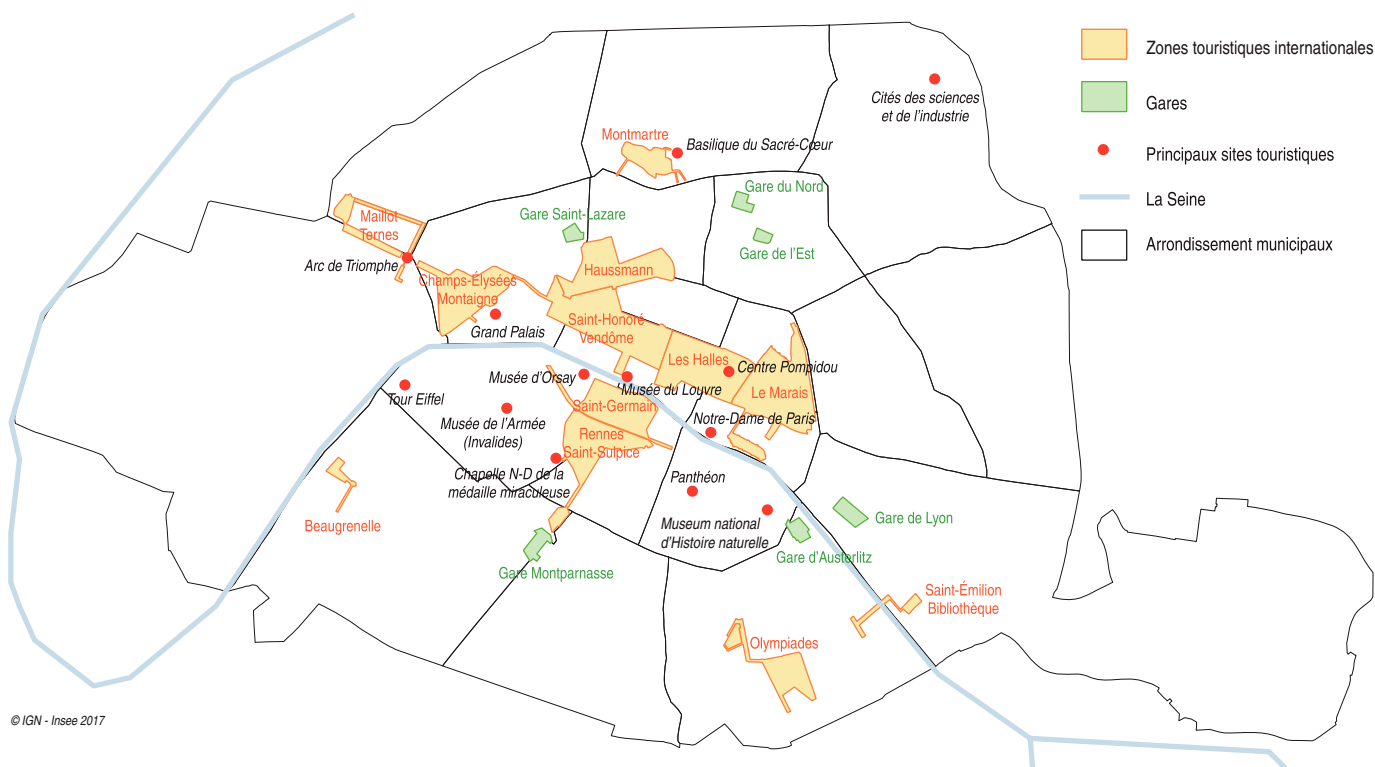 Zones touristiques internationales
Gares
Principaux sites touristiques
La Seine
Arrondissement municipaux
Cités des sciences
et de l'industrie
Montmartre
Basilique du Sacré-Cœur
Gare du Nord
Gare de l'Est
Gare Saint-Lazare
Maillot
Ternes
Arc de Triomphe
Champs-Élysées
Montaigne
Grand Palais
Haussmann
Saint-Honoré
Vendôme
Les Halles
Centre Pompidou
Le Marais
Musée d'Orsay
Musée du Louvre
Tour Eiffel
Saint-Germain
Notre-Dame de Paris
Musée de l'Armée
(Invalides)
Rennes
Saint-Sulpice
Chapelle N-D de la
médaille miraculeuse
Panthéon
Beaugrenelle
Museum national
d'Histoire naturelle
Gare de Lyon
Gare d'Austerlitz
Gare Montparnasse
Saint-Émilion
Bibliothèque
Olympiades
© IGN - Insee 2017